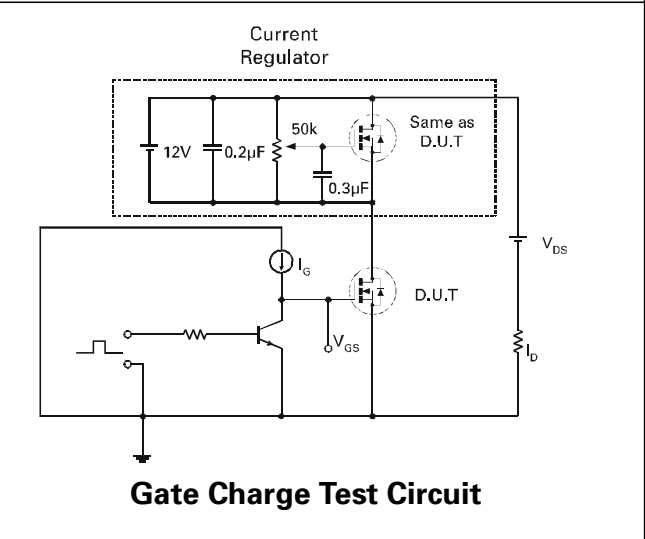 Current
Regulator
12V
0.2µF
50k
0.3µF
Same as
D.U.T
I_G
V_GS
D.U.T
V_DS
I_D
Gate Charge Test Circuit